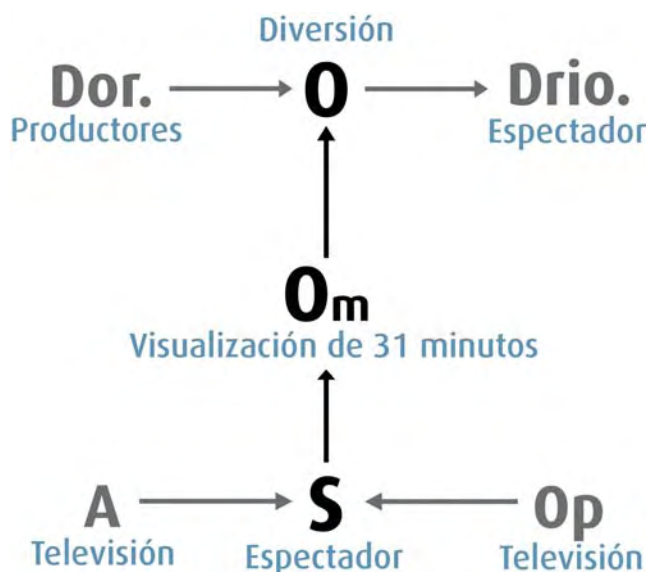 Diversión
Dor. O Drio.
Productores Espectador
Om
Visualización de 31 minutos
A S Op
Televisión Espectador Televisión